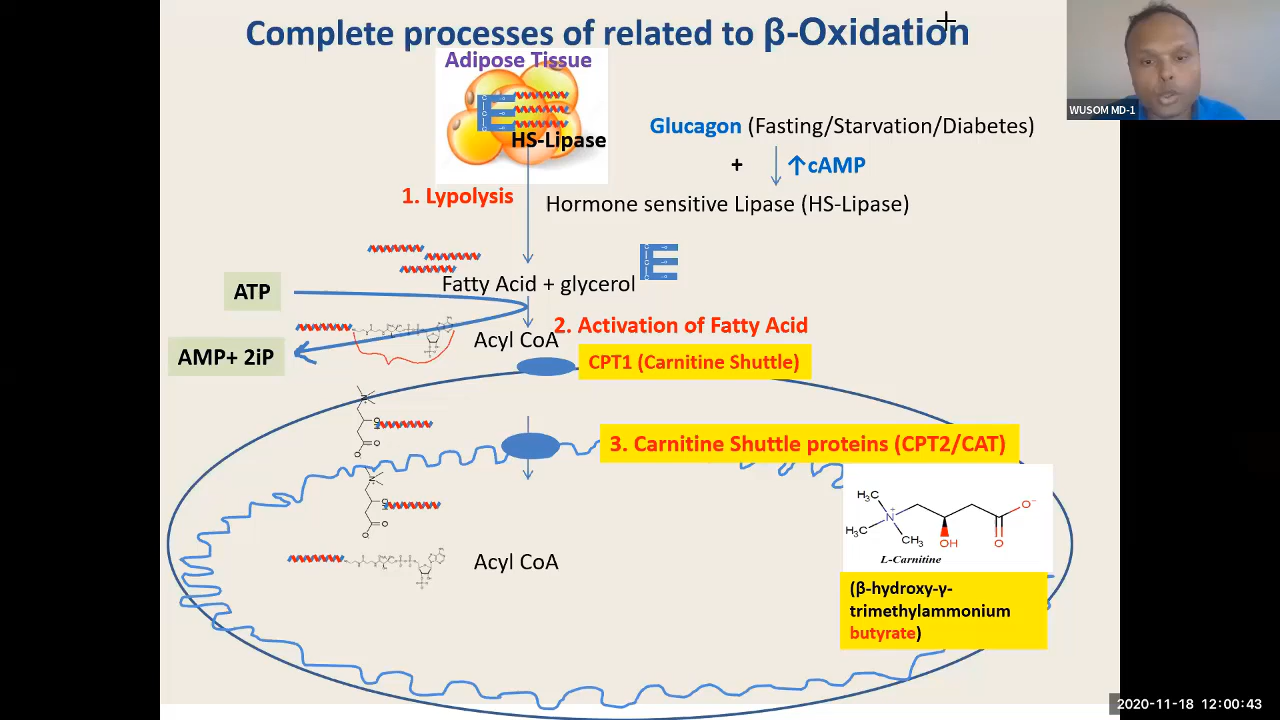 Complete processes of related to β-Oxidation
Adipose Tissue
HS-Lipase
WUSOM MD-1
Glucagon (Fasting/Starvation/Diabetes)
+ ↑cAMP
1. Lypolysis
Hormone sensitive Lipase (HS-Lipase)
Fatty Acid + glycerol
ATP
2. Activation of Fatty Acid
Acyl CoA
AMP+ 2iP
CPT1 (Carnitine Shuttle)
3. Carnitine Shuttle proteins (CPT2/CAT)
H₃C
N⁺
H₃C
CH₃
OH
O
O⁻
L-Carnitine
Acyl CoA
(β-hydroxy-γ-
trimethylammonium
butyrate)
2020-11-18 12:00:43